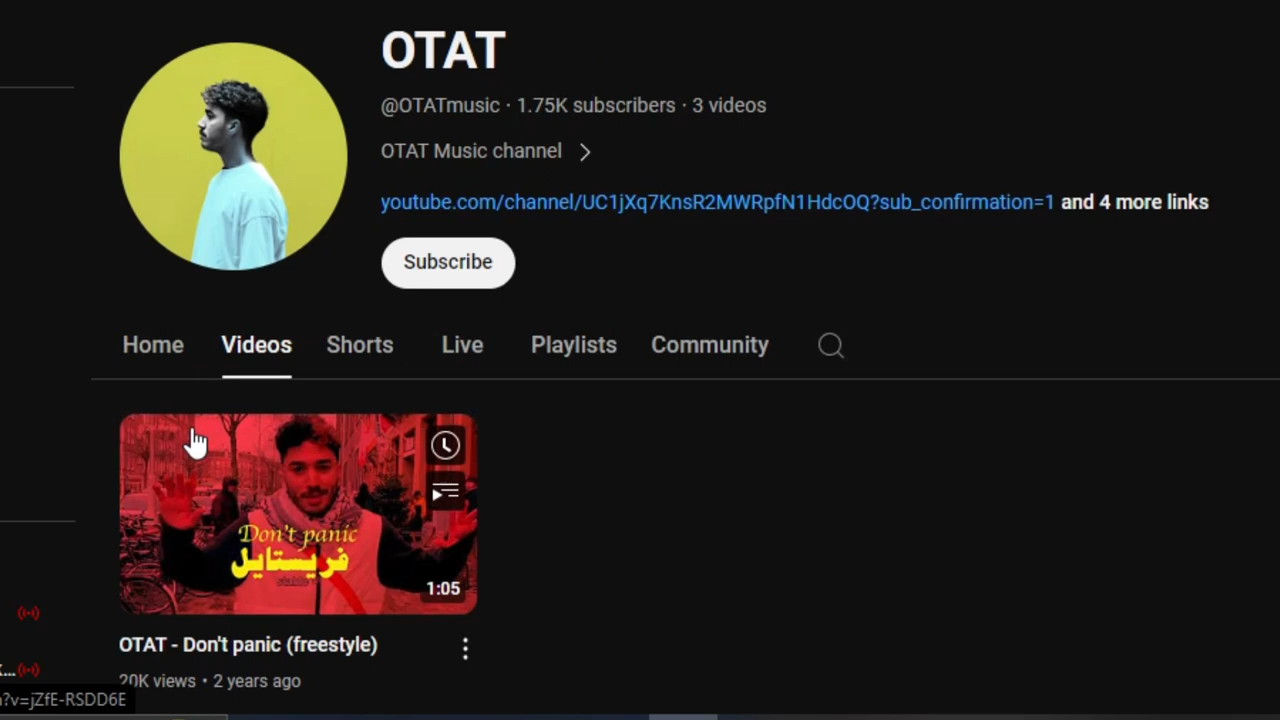 OTAT
@OTATmusic · 1.75K subscribers · 3 videos
OTAT Music channel
youtube.com/channel/UC1jXq7KnsR2MWRpfN1HdcOQ?sub_confirmation=1 and 4 more links
Subscribe
Home Videos Shorts Live Playlists Community
Don't panic
فريستايل
1:05
OTAT - Don't panic (freestyle)
20K views · 2 years ago
?v=jZfE-RSDD6E